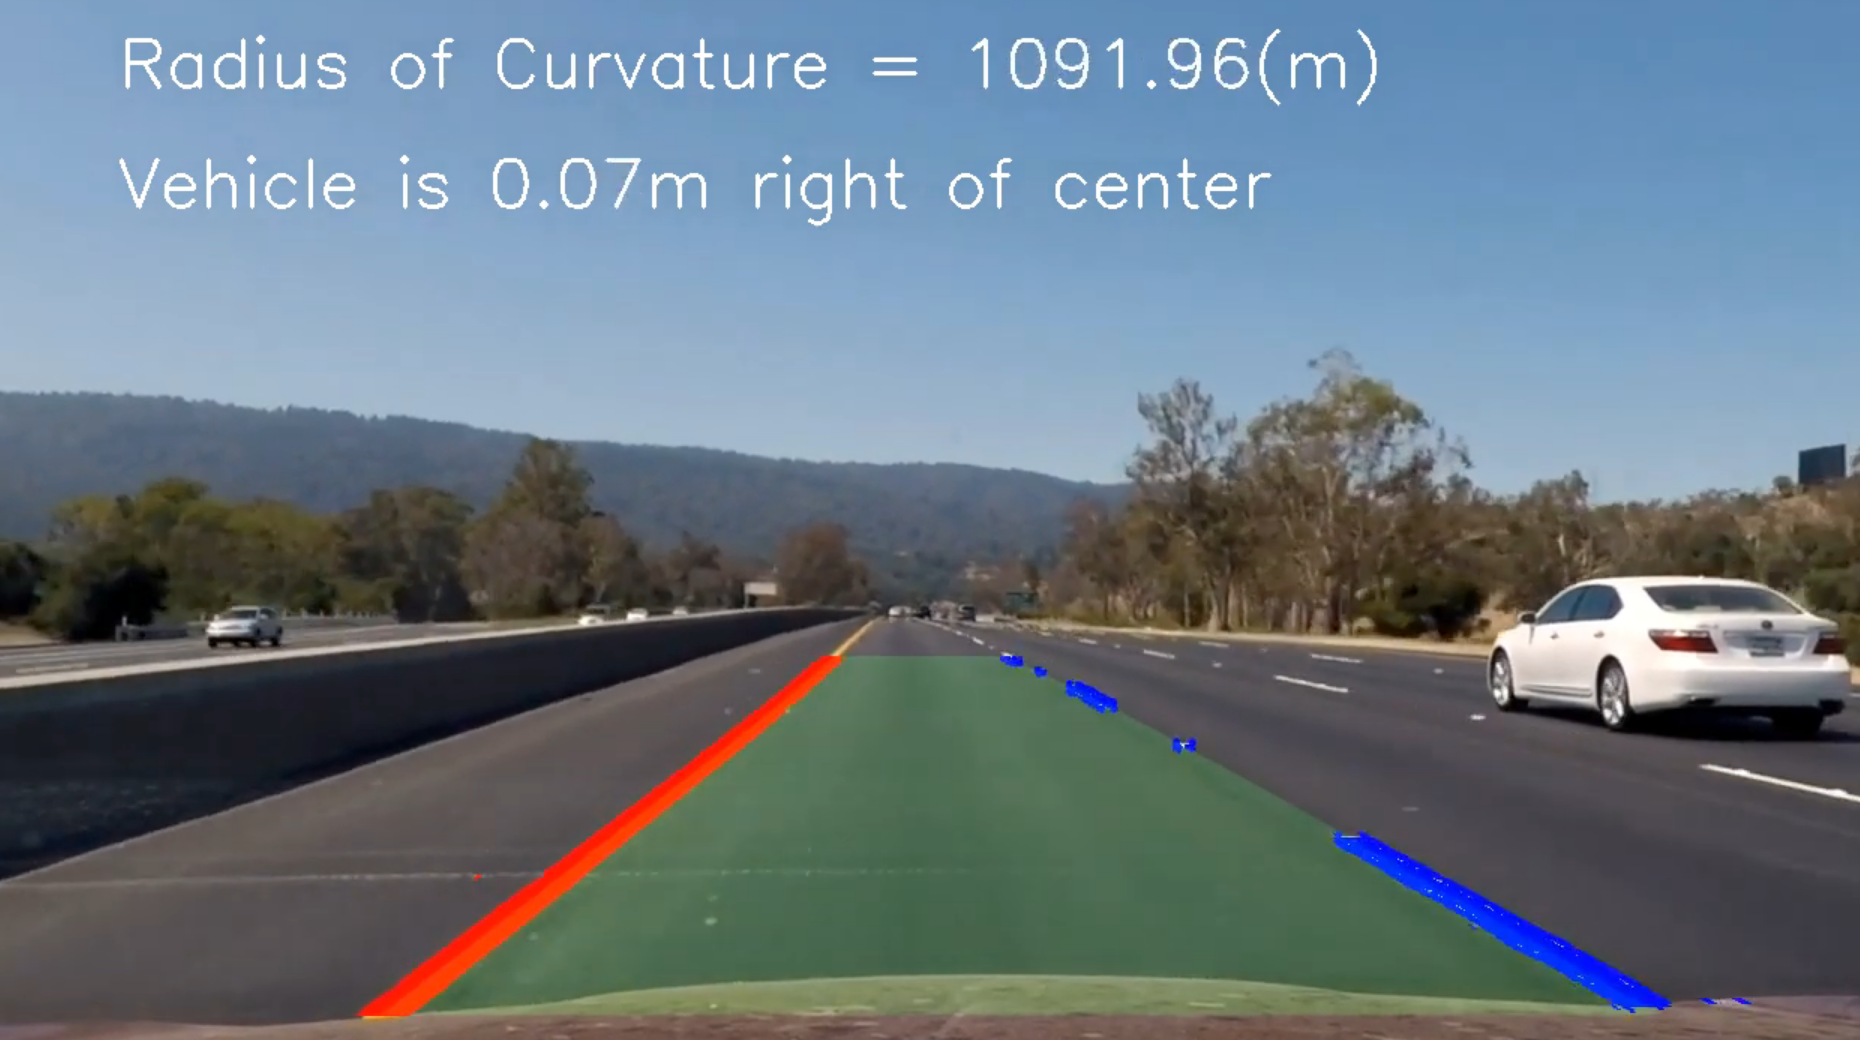 Radius of Curvature = 1091.96(m)
Vehicle is 0.07m right of center